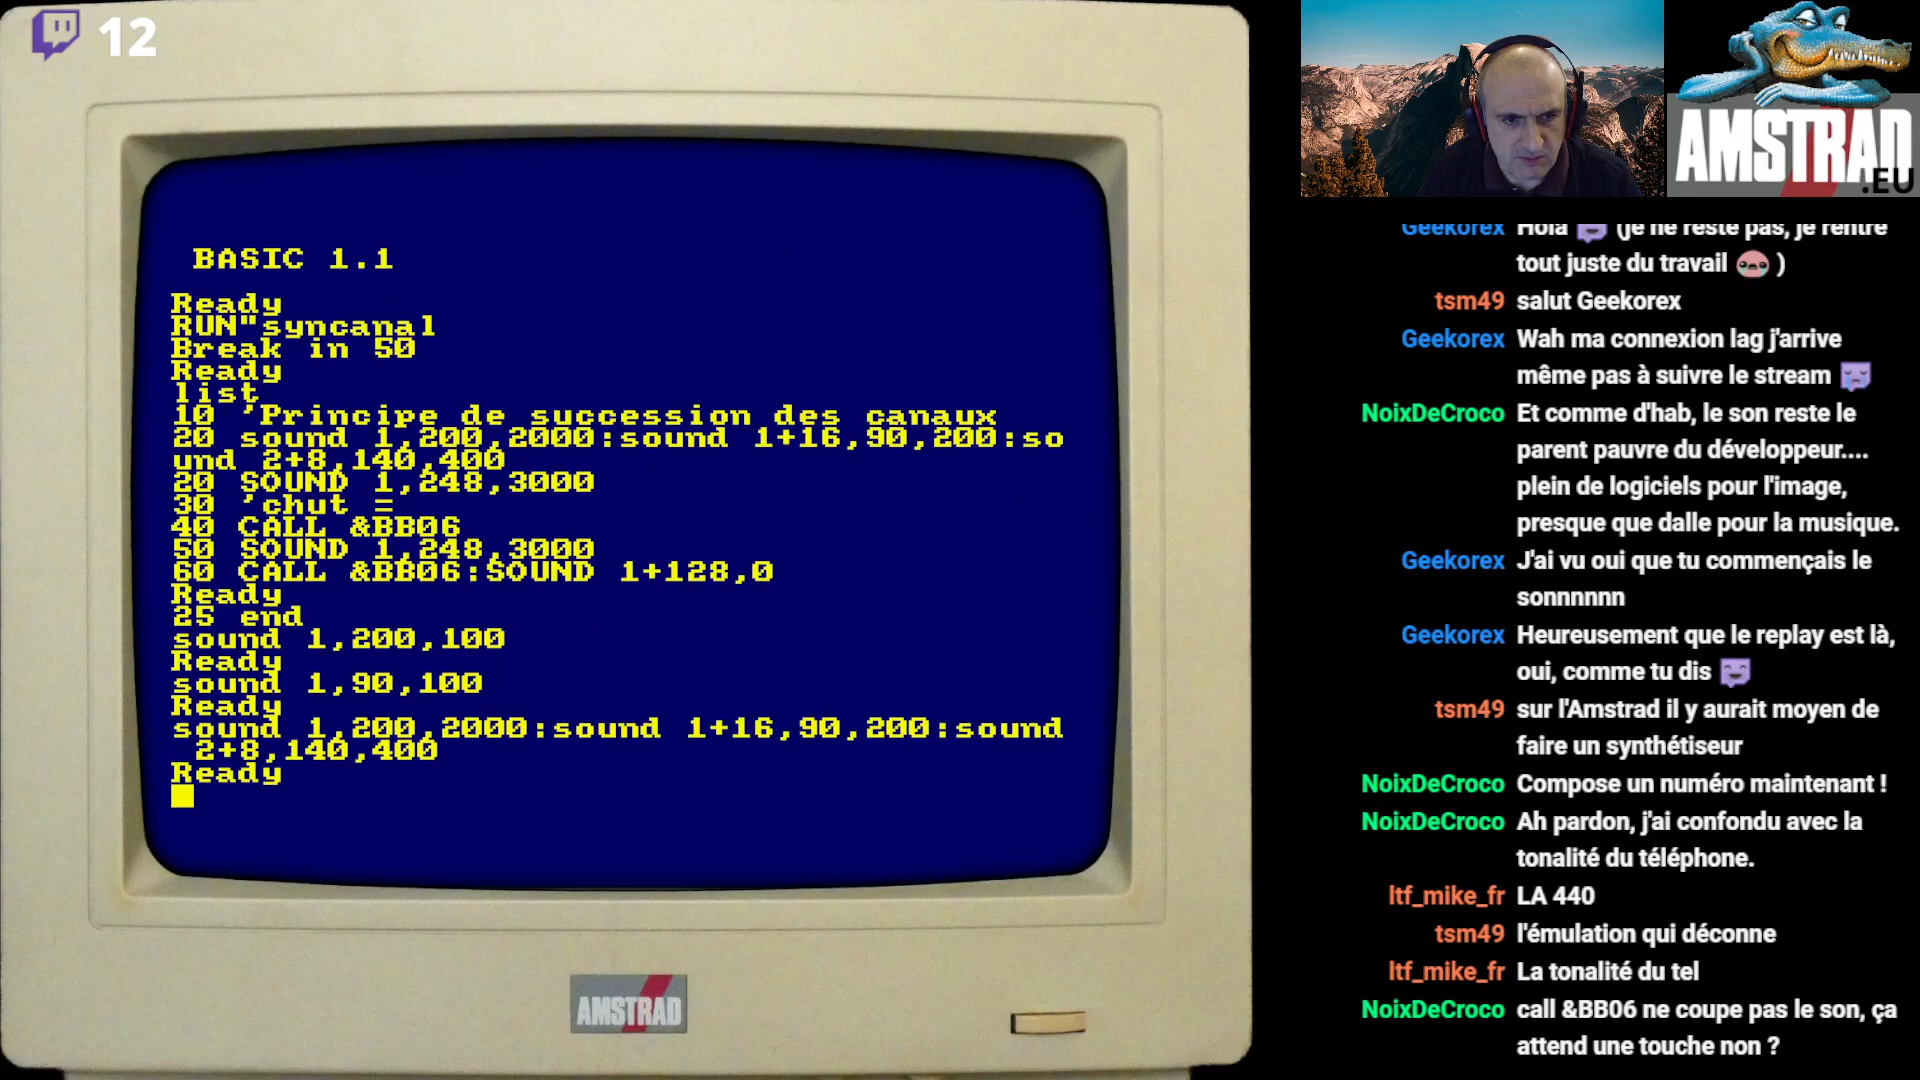 12
BASIC 1.1
Ready
RUN"syncanal
Break in 50
Ready
list
10 'Principe de succession des canaux
20 sound 1,200,2000:sound 1+16,90,200:so
und 2+8,140,400
20 SOUND 1,248,3000
30 'chut =
40 CALL &BB06
50 SOUND 1,248,3000
60 CALL &BB06:SOUND 1+128,0
Ready
25 end
sound 1,200,100
Ready
sound 1,90,100
Ready
sound 1,200,2000:sound 1+16,90,200:sound
2+8,140,400
Ready
AMSTRAD
AMSTRAD
.EU
Geekorex Hola (je ne reste pas, je rentre
tout juste du travail )
tsm49 salut Geekorex
Geekorex Wah ma connexion lag j'arrive
même pas à suivre le stream
NoixDeCroco Et comme d'hab, le son reste le
parent pauvre du développeur....
plein de logiciels pour l'image,
presque que dalle pour la musique.
Geekorex J'ai vu oui que tu commençais le
sonnnnnn
Geekorex Heureusement que le replay est là,
oui, comme tu dis
tsm49 sur l'Amstrad il y aurait moyen de
faire un synthétiseur
NoixDeCroco Compose un numéro maintenant !
NoixDeCroco Ah pardon, j'ai confondu avec la
tonalité du téléphone.
ltf_mike_fr LA 440
tsm49 l'émulation qui déconne
ltf_mike_fr La tonalité du tel
NoixDeCroco call &BB06 ne coupe pas le son, ça
attend une touche non ?